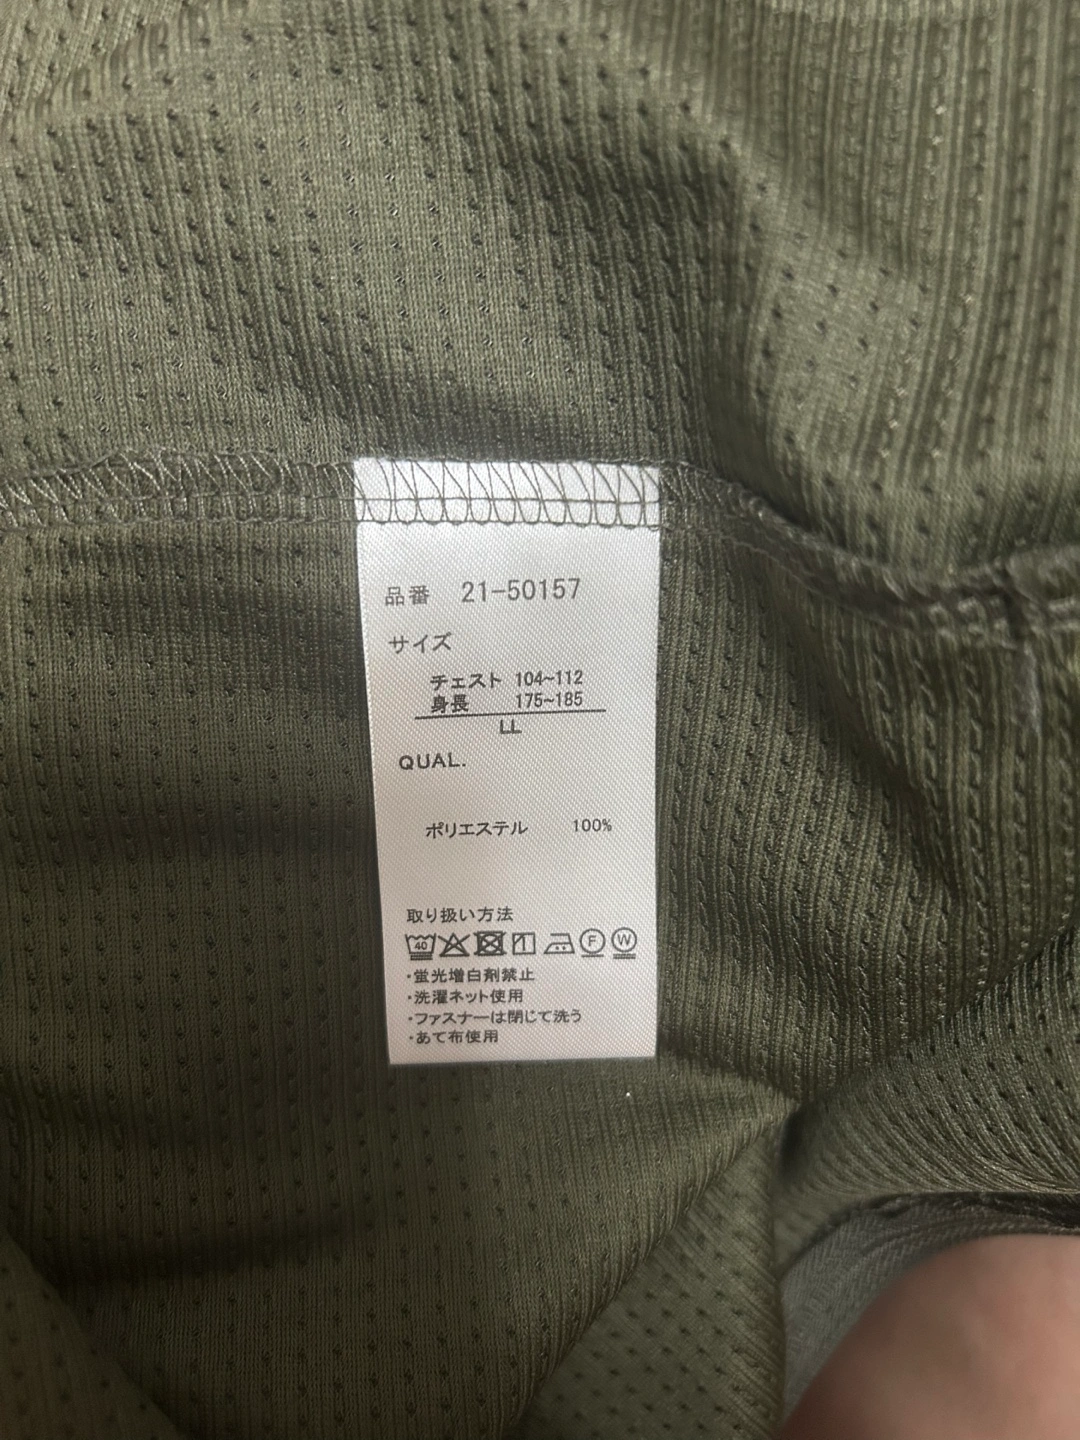 品番 21-50157
サイズ
チェスト 104~112
身長 175~185
LL
QUAL.
ポリエステル 100%
取り扱い方法
40 F W
・蛍光増白剤禁止
・洗濯ネット使用
・ファスナーは閉じて洗う
・あて布使用